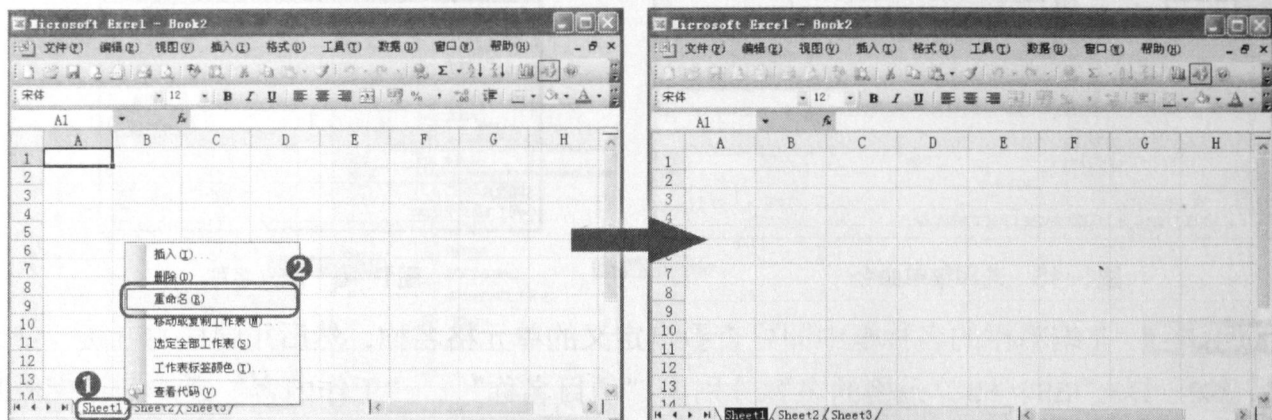 Microsoft Excel - Book2
文件(F) 编辑(E) 视图(V) 插入(I) 格式(O) 工具(T) 数据(D) 窗口(W) 帮助(H)
宋体 12 B I U
A1 fx
A B C D E F G H
1
2
3
4
5
6
7
8
9
10
11
12
13
14
插入(I)...
删除(D)
重命名(R)
移动或复制工作表(M)...
选定全部工作表(S)
工作表标签颜色(T)...
查看代码(V)
❶
❷
Sheet1 / Sheet2 / Sheet3 /
Microsoft Excel - Book2
文件(F) 编辑(E) 视图(V) 插入(I) 格式(O) 工具(T) 数据(D) 窗口(W) 帮助(H)
宋体 12 B I U
A1 fx
A B C D E F G H
1
2
3
4
7
8
9
10
11
12
13
14
Sheet1 / Sheet2 / Sheet3 /